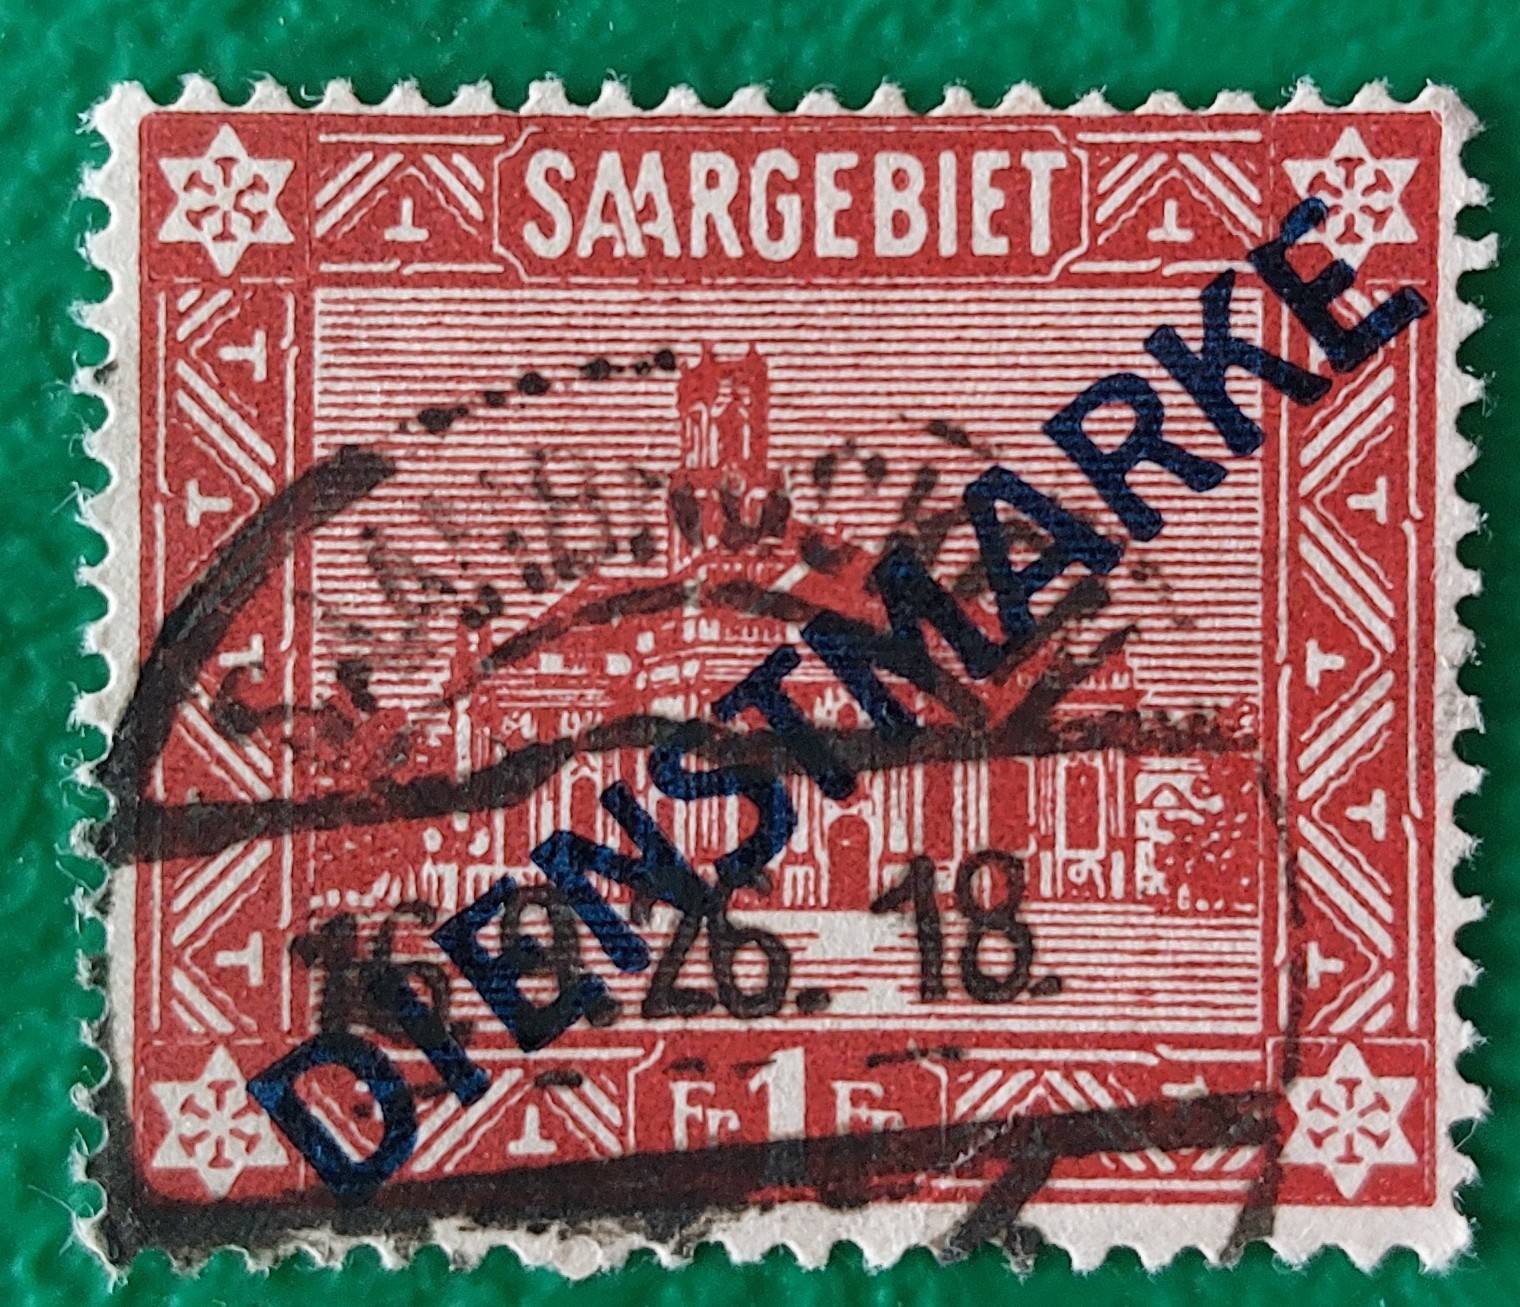 SAARGEBIET
DIENSTMARKE
26. 18.
Fr. 1 Fr.